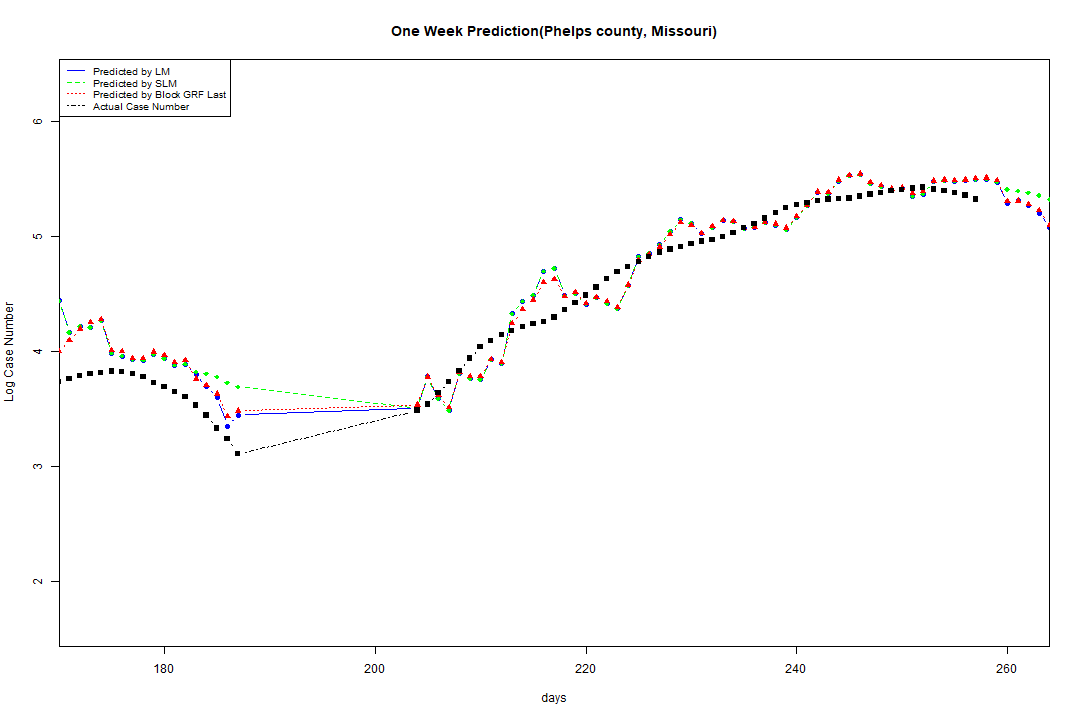 One Week Prediction(Phelps county, Missouri)
Predicted by LM
Predicted by SLM
Predicted by Block GRF Last
Actual Case Number
6
5
4
3
2
Log Case Number
180 200 220 240 260
days